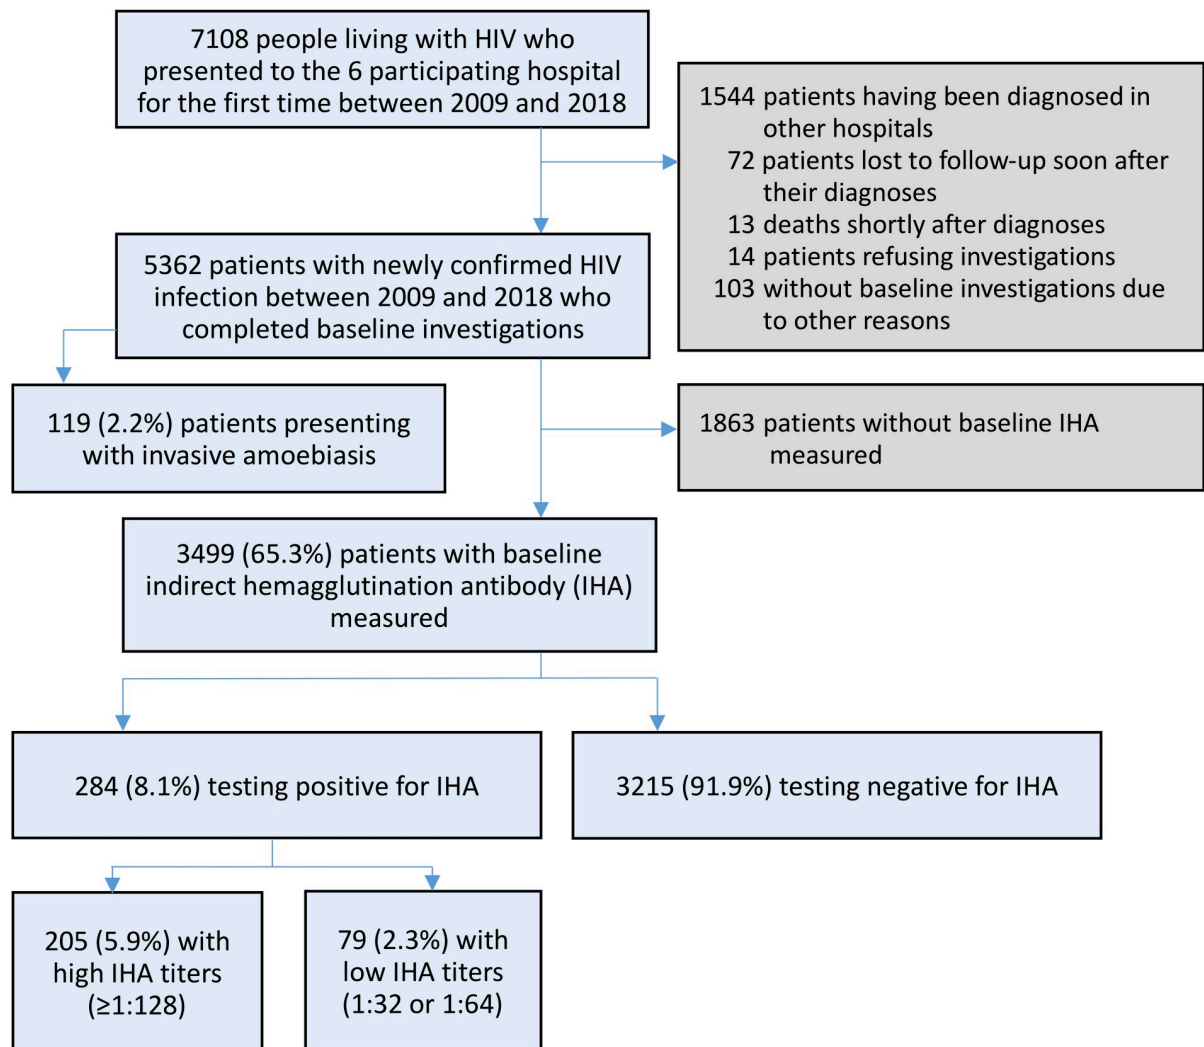 7108 people living with HIV who
presented to the 6 participating hospital
for the first time between 2009 and 2018
1544 patients having been diagnosed in
other hospitals
72 patients lost to follow-up soon after
their diagnoses
13 deaths shortly after diagnoses
14 patients refusing investigations
103 without baseline investigations due
to other reasons
5362 patients with newly confirmed HIV
infection between 2009 and 2018 who
completed baseline investigations
119 (2.2%) patients presenting
with invasive amoebiasis
1863 patients without baseline IHA
measured
3499 (65.3%) patients with baseline
indirect hemagglutination antibody (IHA)
measured
284 (8.1%) testing positive for IHA
3215 (91.9%) testing negative for IHA
205 (5.9%) with
high IHA titers
(≥1:128)
79 (2.3%) with
low IHA titers
(1:32 or 1:64)